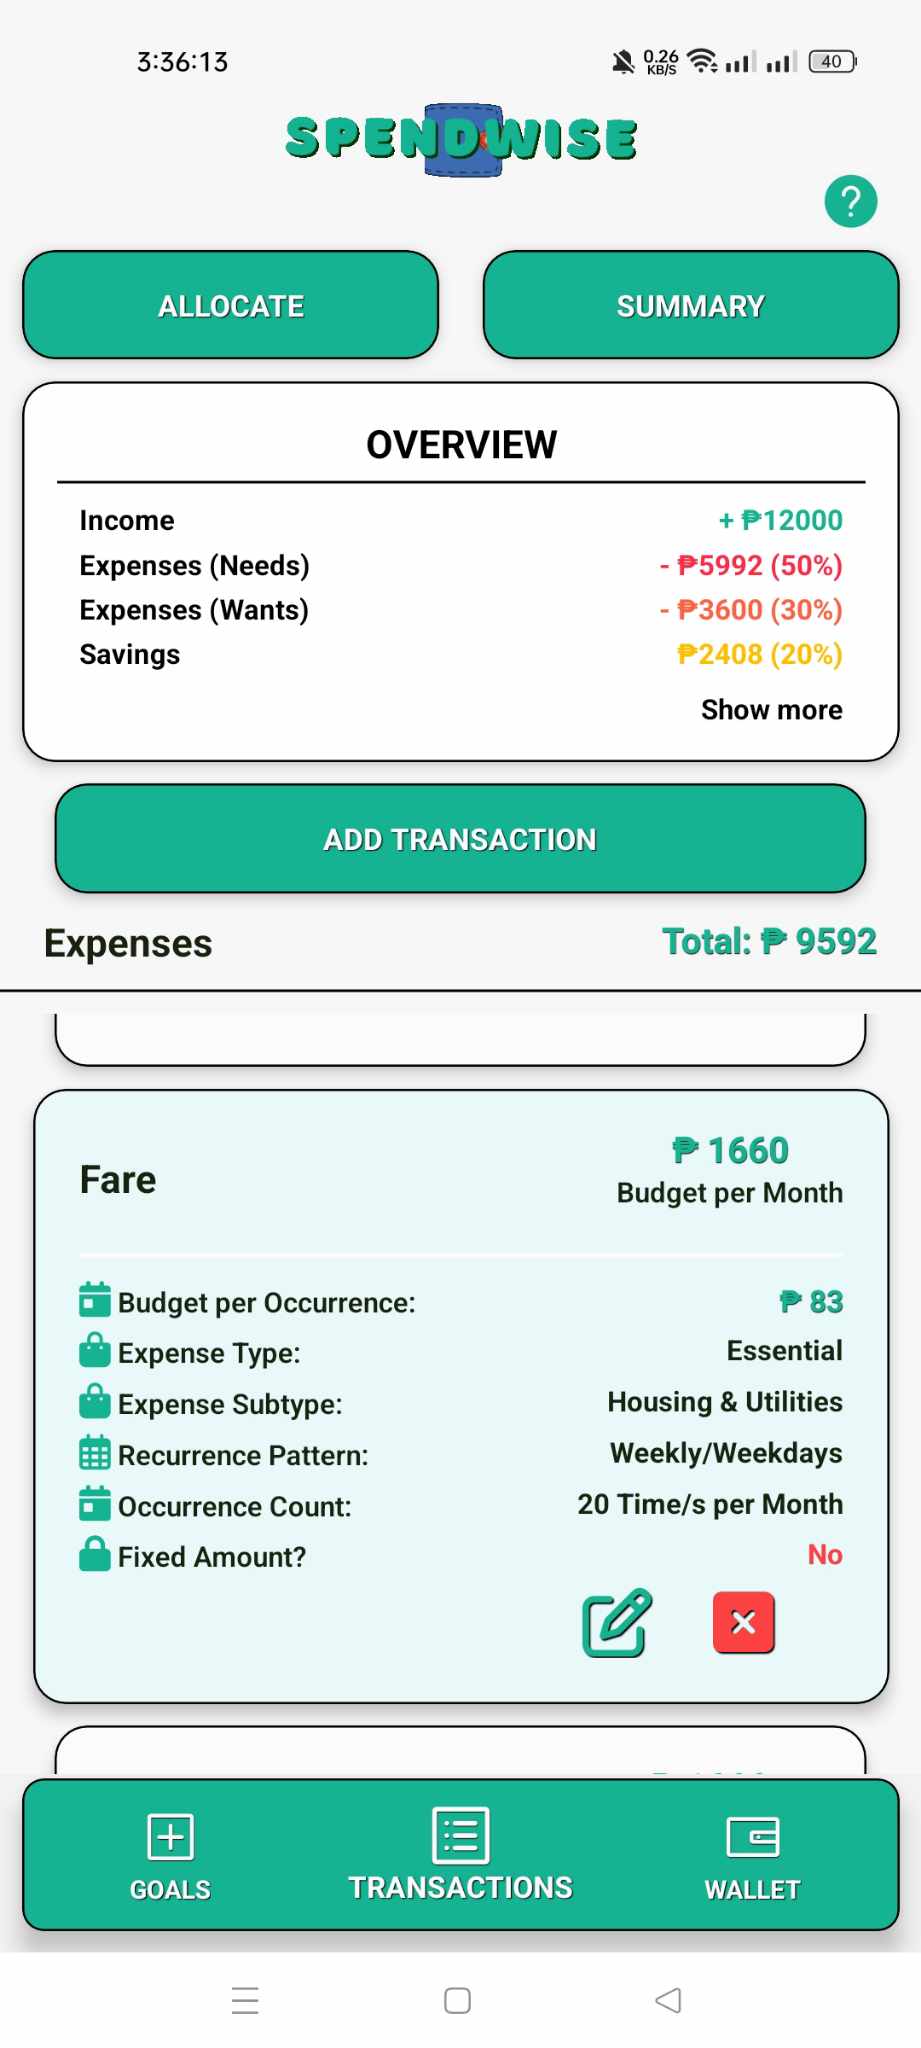 3:36:13
0.26 KB/S
40
SPENDWISE
?
ALLOCATE
SUMMARY
OVERVIEW
Income + ₱12000
Expenses (Needs) - ₱5992 (50%)
Expenses (Wants) - ₱3600 (30%)
Savings ₱2408 (20%)
Show more
ADD TRANSACTION
Expenses Total: ₱ 9592
Fare
₱ 1660
Budget per Month
Budget per Occurrence: ₱ 83
Expense Type: Essential
Expense Subtype: Housing & Utilities
Recurrence Pattern: Weekly/Weekdays
Occurrence Count: 20 Time/s per Month
Fixed Amount? No
GOALS
TRANSACTIONS
WALLET